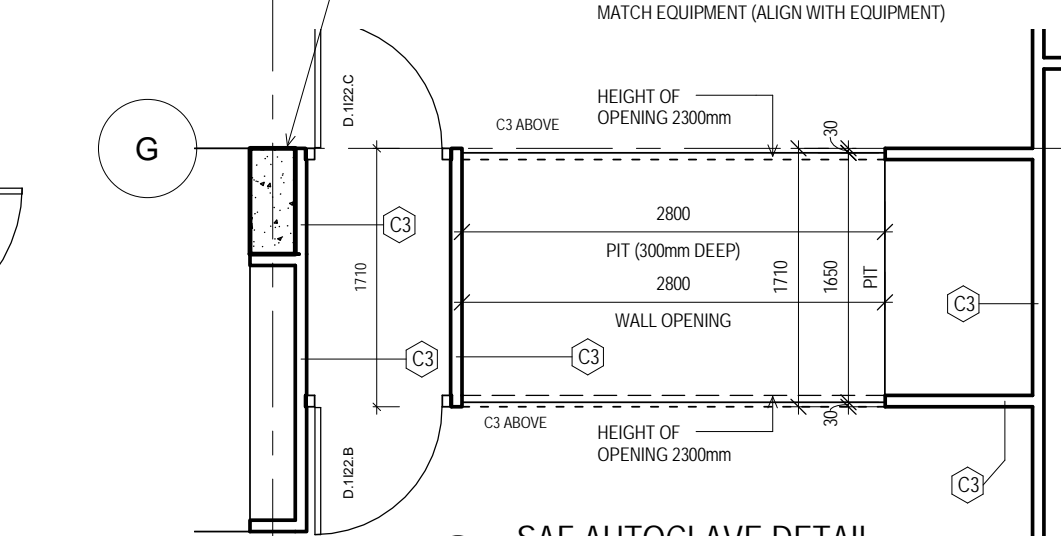 MATCH EQUIPMENT (ALIGN WITH EQUIPMENT)
D.1I22.C
HEIGHT OF
OPENING 2300mm
C3 ABOVE
30
G
C3
2800
PIT (300mm DEEP)
1710
2800
1710
1650
PIT
WALL OPENING
C3
C3
C3
C3 ABOVE
30
HEIGHT OF
OPENING 2300mm
D.1I22.B
C3
SAF AUTOCLAVE DETAIL